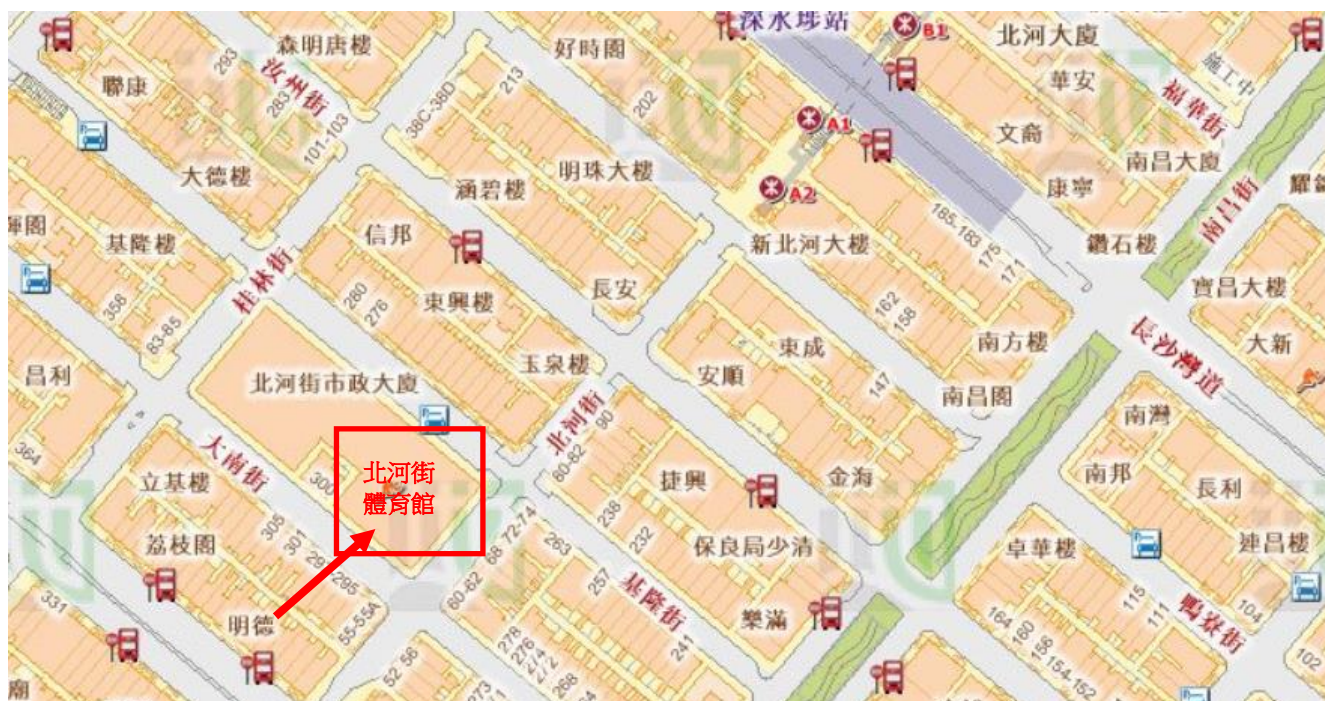 深水埗站
B1
北河大廈
好時閣
森明唐樓
聯康
293
283
汝州街
101-103
38C-38D
213
202
A1
華安
施工中
福華街
文裔
南昌大廈
大德樓
涵碧樓
明珠大樓
A2
康寧
南昌街
185-183
175
171
鑽石樓
基隆樓
信邦
新北河大樓
寶昌大樓
358
83-85
桂林街
280
276
東興樓
長安
162
158
南方樓
長沙灣道
大新
昌利
北河街市政大廈
玉泉樓
安順
東成
147
南昌閣
南灣
北河街
90
80-82
364
大南街
立基樓
300
北河街
體育館
捷興
金海
南邦
長利
荔枝閣
305
301
72-74
68
60-62
263
238
232
257
保良局少清
卓華樓
連昌樓
331
明德
55-55A
基隆街
樂滿
241
115
111
鴨寮街
104
102
164
160
156
154-152
52-56
278
276
274
272
268
273
廟